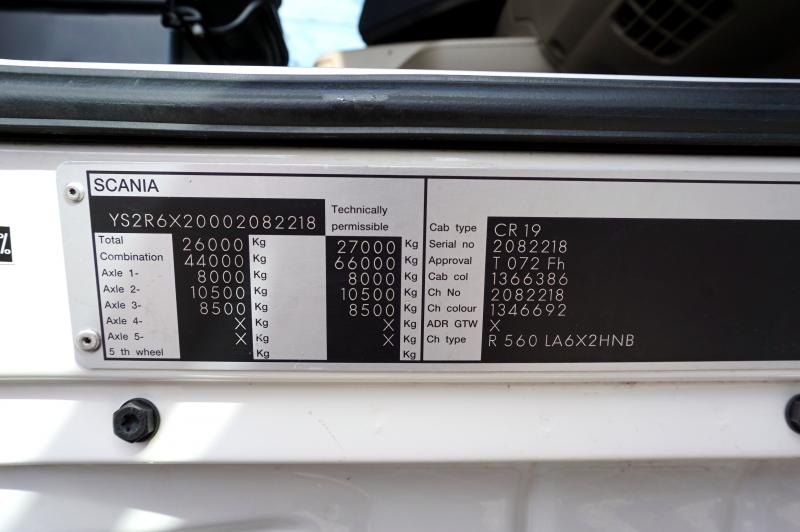 SCANIA
YS2R6X20002082218
Technically
permissible
Total 26000 Kg 27000 Kg
Combination 44000 Kg 66000 Kg
Axle 1- 8000 Kg 8000 Kg
Axle 2- 10500 Kg 10500 Kg
Axle 3- 8500 Kg 8500 Kg
Axle 4- X Kg X Kg
Axle 5- X Kg X Kg
5 th wheel Kg Kg
Cab type CR 19
Serial no 2082218
Approval T 072 Fh
Cab col 1366386
Ch No 2082218
Ch colour 1346692
ADR GTW X
Ch type R 560 LA6X2HNB
%